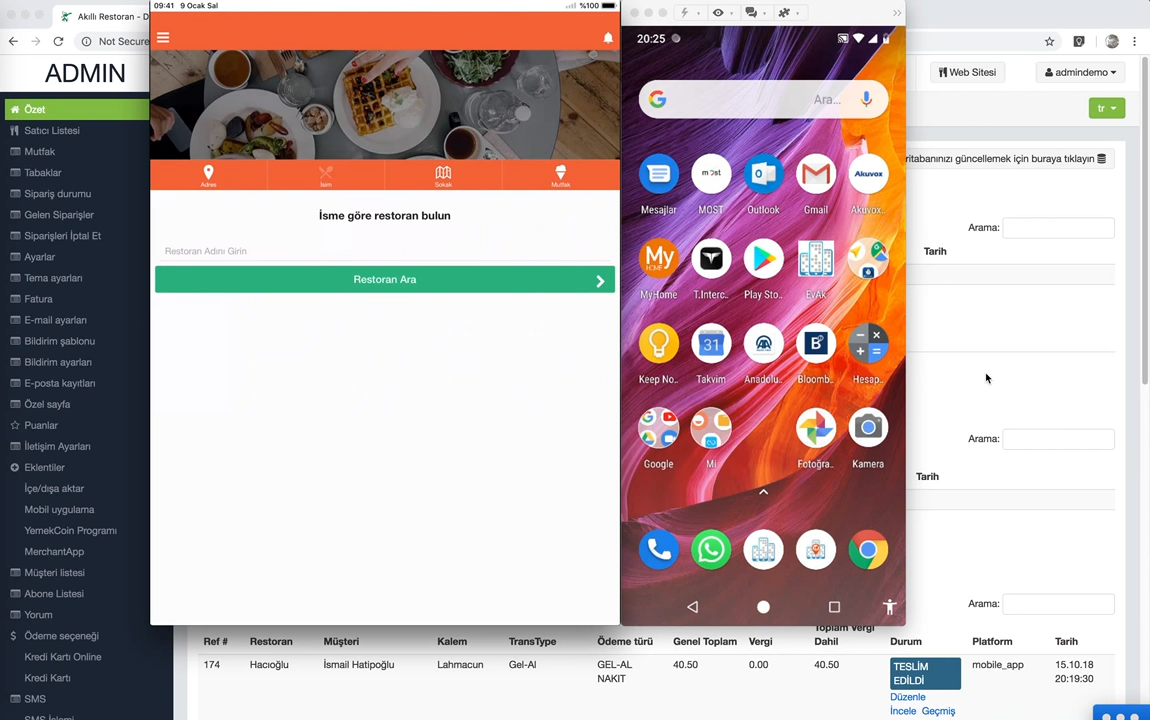 Akıllı Restoran - D
Not Secure
ADMIN
Özet
Satıcı Listesi
Mutfak
Tabaklar
Sipariş durumu
Gelen Siparişler
Siparişleri İptal Et
Ayarlar
Tema ayarları
Fatura
E-mail ayarları
Bildirim şablonu
Bildirim ayarları
E-posta kayıtları
Özel sayfa
Puanlar
İletişim Ayarları
Eklentiler
İçe/dışa aktar
Mobil uygulama
YemekCoin Programı
MerchantApp
Müşteri listesi
Abone Listesi
Yorum
Ödeme seçeneği
Kredi Kartı Online
Kredi Kartı
SMS
SMS İşlemi
09:41 9 Ocak Sal
%100
Adres
İsim
Sokak
Mutfak
İsme göre restoran bulun
Restoran Adını Girin
Restoran Ara
20:25
Ara...
Mesajlar
MOST
Outlook
Gmail
Akuvox..
MyHome
T.Interc..
Play Sto..
EvAk
Keep No..
Takvim
Anadolu..
Bloomb..
Hesap..
Google
Mi
Fotoğra..
Kamera
Web Sitesi
admindemo
tr
ritabanınızı güncellemek için buraya tıklayın
Arama:
Tarih
Arama:
Tarih
Arama:
Ref # Restoran Müşteri Kalem TransType Ödeme türü Genel Toplam Vergi Toplam Vergi Dahil Durum Platform Tarih
174 Hacıoğlu İsmail Hatipoğlu Lahmacun Gel-Al GEL-AL NAKIT 40.50 0.00 40.50 TESLİM EDİLDİ mobile_app 15.10.18 20:19:30
Düzenle
İncele Geçmiş